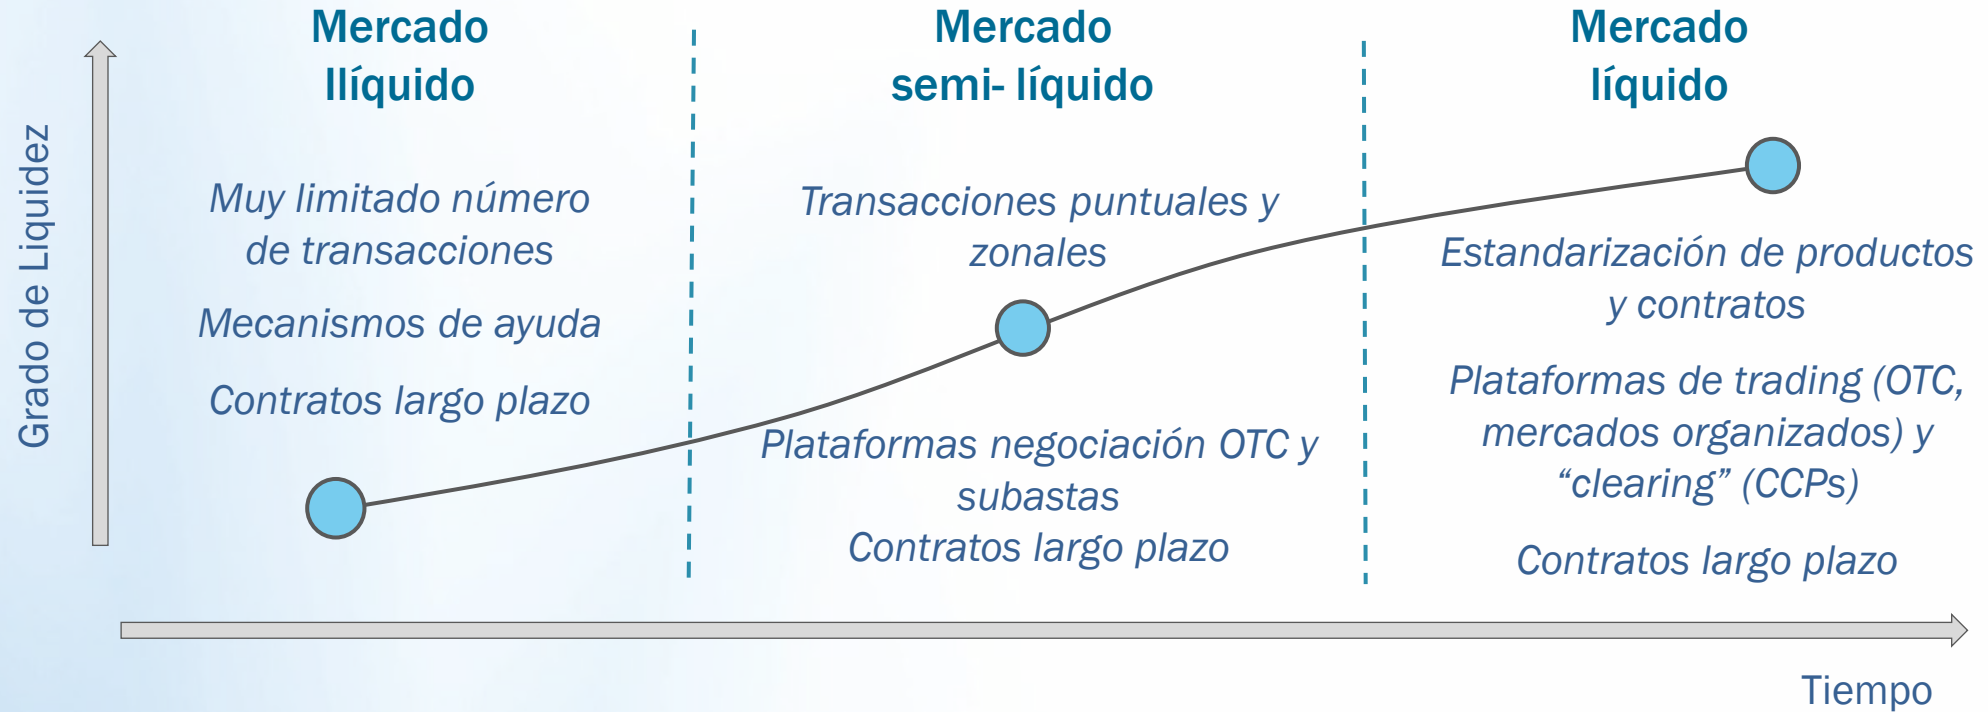 Grado de Liquidez
Mercado
Ilíquido
Muy limitado número
de transacciones
Mecanismos de ayuda
Contratos largo plazo
Mercado
semi- líquido
Transacciones puntuales y
zonales
Plataformas negociación OTC y
subastas
Contratos largo plazo
Mercado
líquido
Estandarización de productos
y contratos
Plataformas de trading (OTC,
mercados organizados) y
“clearing” (CCPs)
Contratos largo plazo
Tiempo